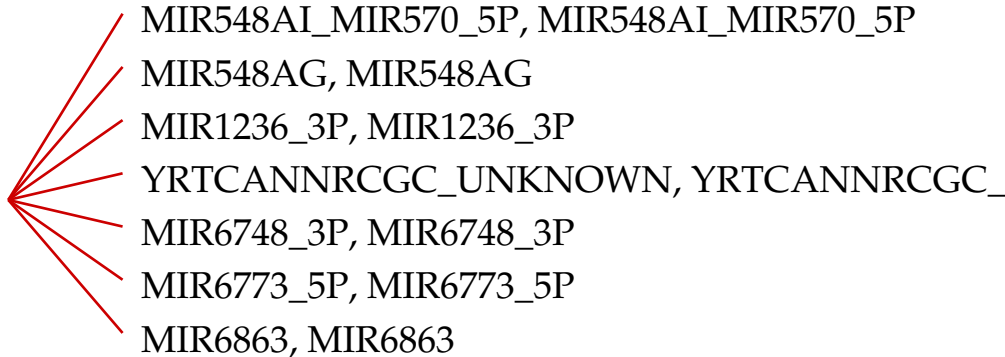 MIR548AI_MIR570_5P, MIR548AI_MIR570_5P
MIR548AG, MIR548AG
MIR1236_3P, MIR1236_3P
YRTCANNRCGC_UNKNOWN, YRTCANNRCGC_
MIR6748_3P, MIR6748_3P
MIR6773_5P, MIR6773_5P
MIR6863, MIR6863